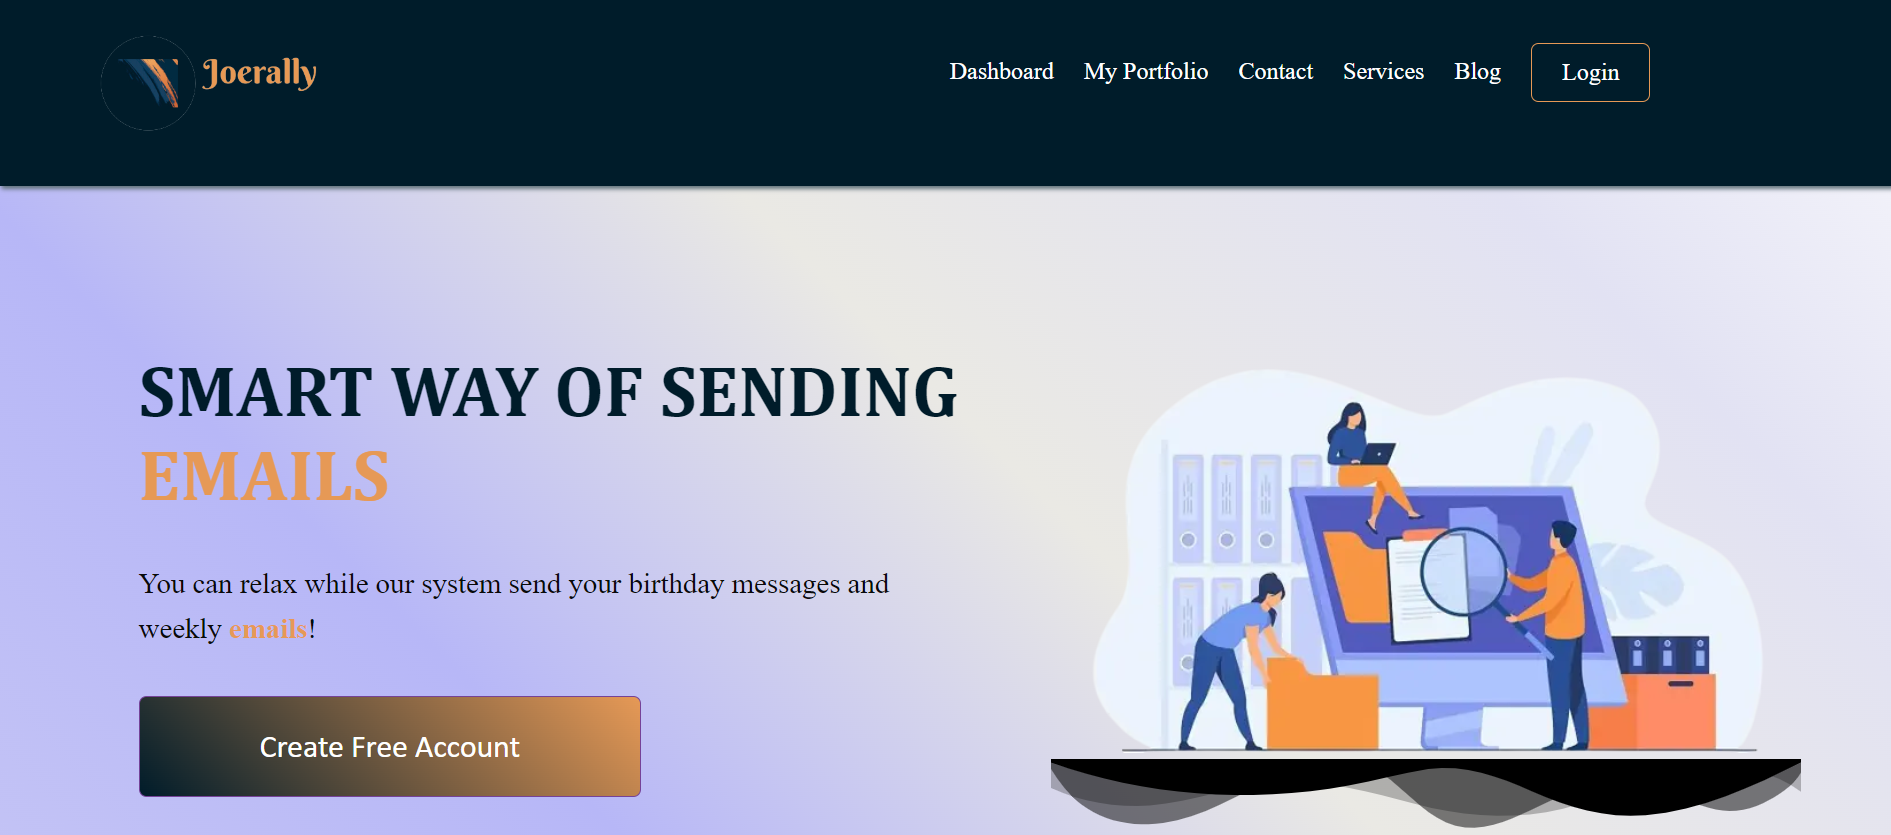 Joerally
Dashboard My Portfolio Contact Services Blog Login
SMART WAY OF SENDING
EMAILS
You can relax while our system send your birthday messages and
weekly emails!
Create Free Account